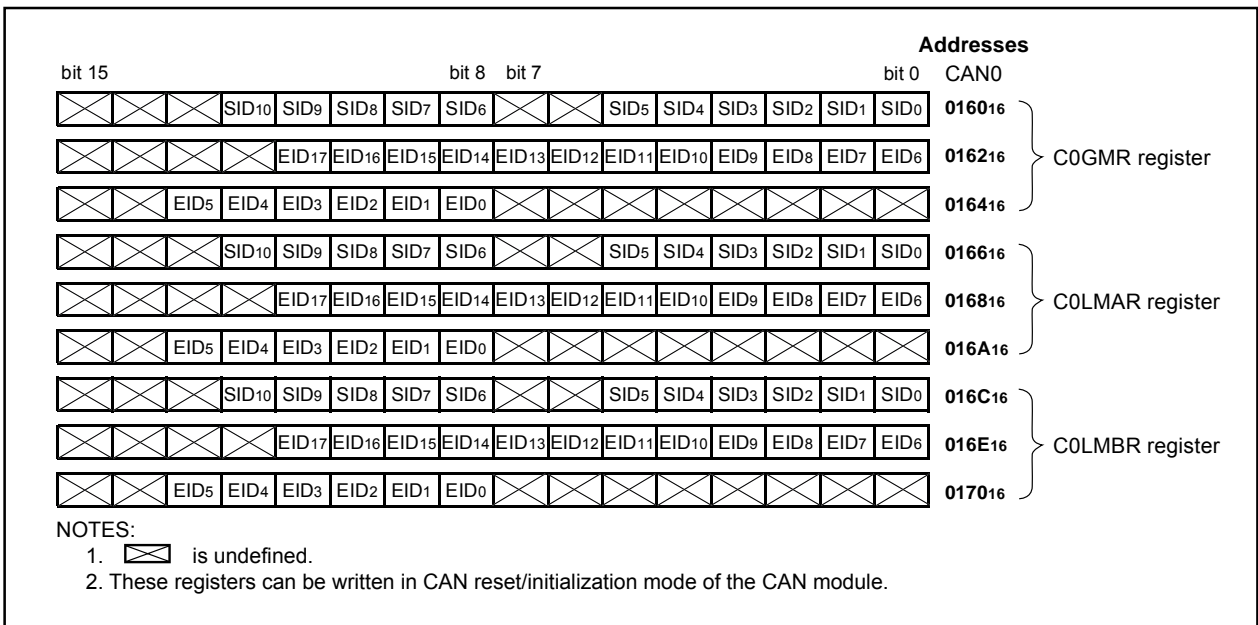 Addresses
bit 15 bit 8 bit 7 bit 0 CAN0
SID10 SID9 SID8 SID7 SID6 SID5 SID4 SID3 SID2 SID1 SID0 016016
EID17 EID16 EID15 EID14 EID13 EID12 EID11 EID10 EID9 EID8 EID7 EID6 016216 C0GMR register
EID5 EID4 EID3 EID2 EID1 EID0 016416
SID10 SID9 SID8 SID7 SID6 SID5 SID4 SID3 SID2 SID1 SID0 016616
EID17 EID16 EID15 EID14 EID13 EID12 EID11 EID10 EID9 EID8 EID7 EID6 016816 C0LMAR register
EID5 EID4 EID3 EID2 EID1 EID0 016A16
SID10 SID9 SID8 SID7 SID6 SID5 SID4 SID3 SID2 SID1 SID0 016C16
EID17 EID16 EID15 EID14 EID13 EID12 EID11 EID10 EID9 EID8 EID7 EID6 016E16 C0LMBR register
EID5 EID4 EID3 EID2 EID1 EID0 017016
NOTES:
1. is undefined.
2. These registers can be written in CAN reset/initialization mode of the CAN module.